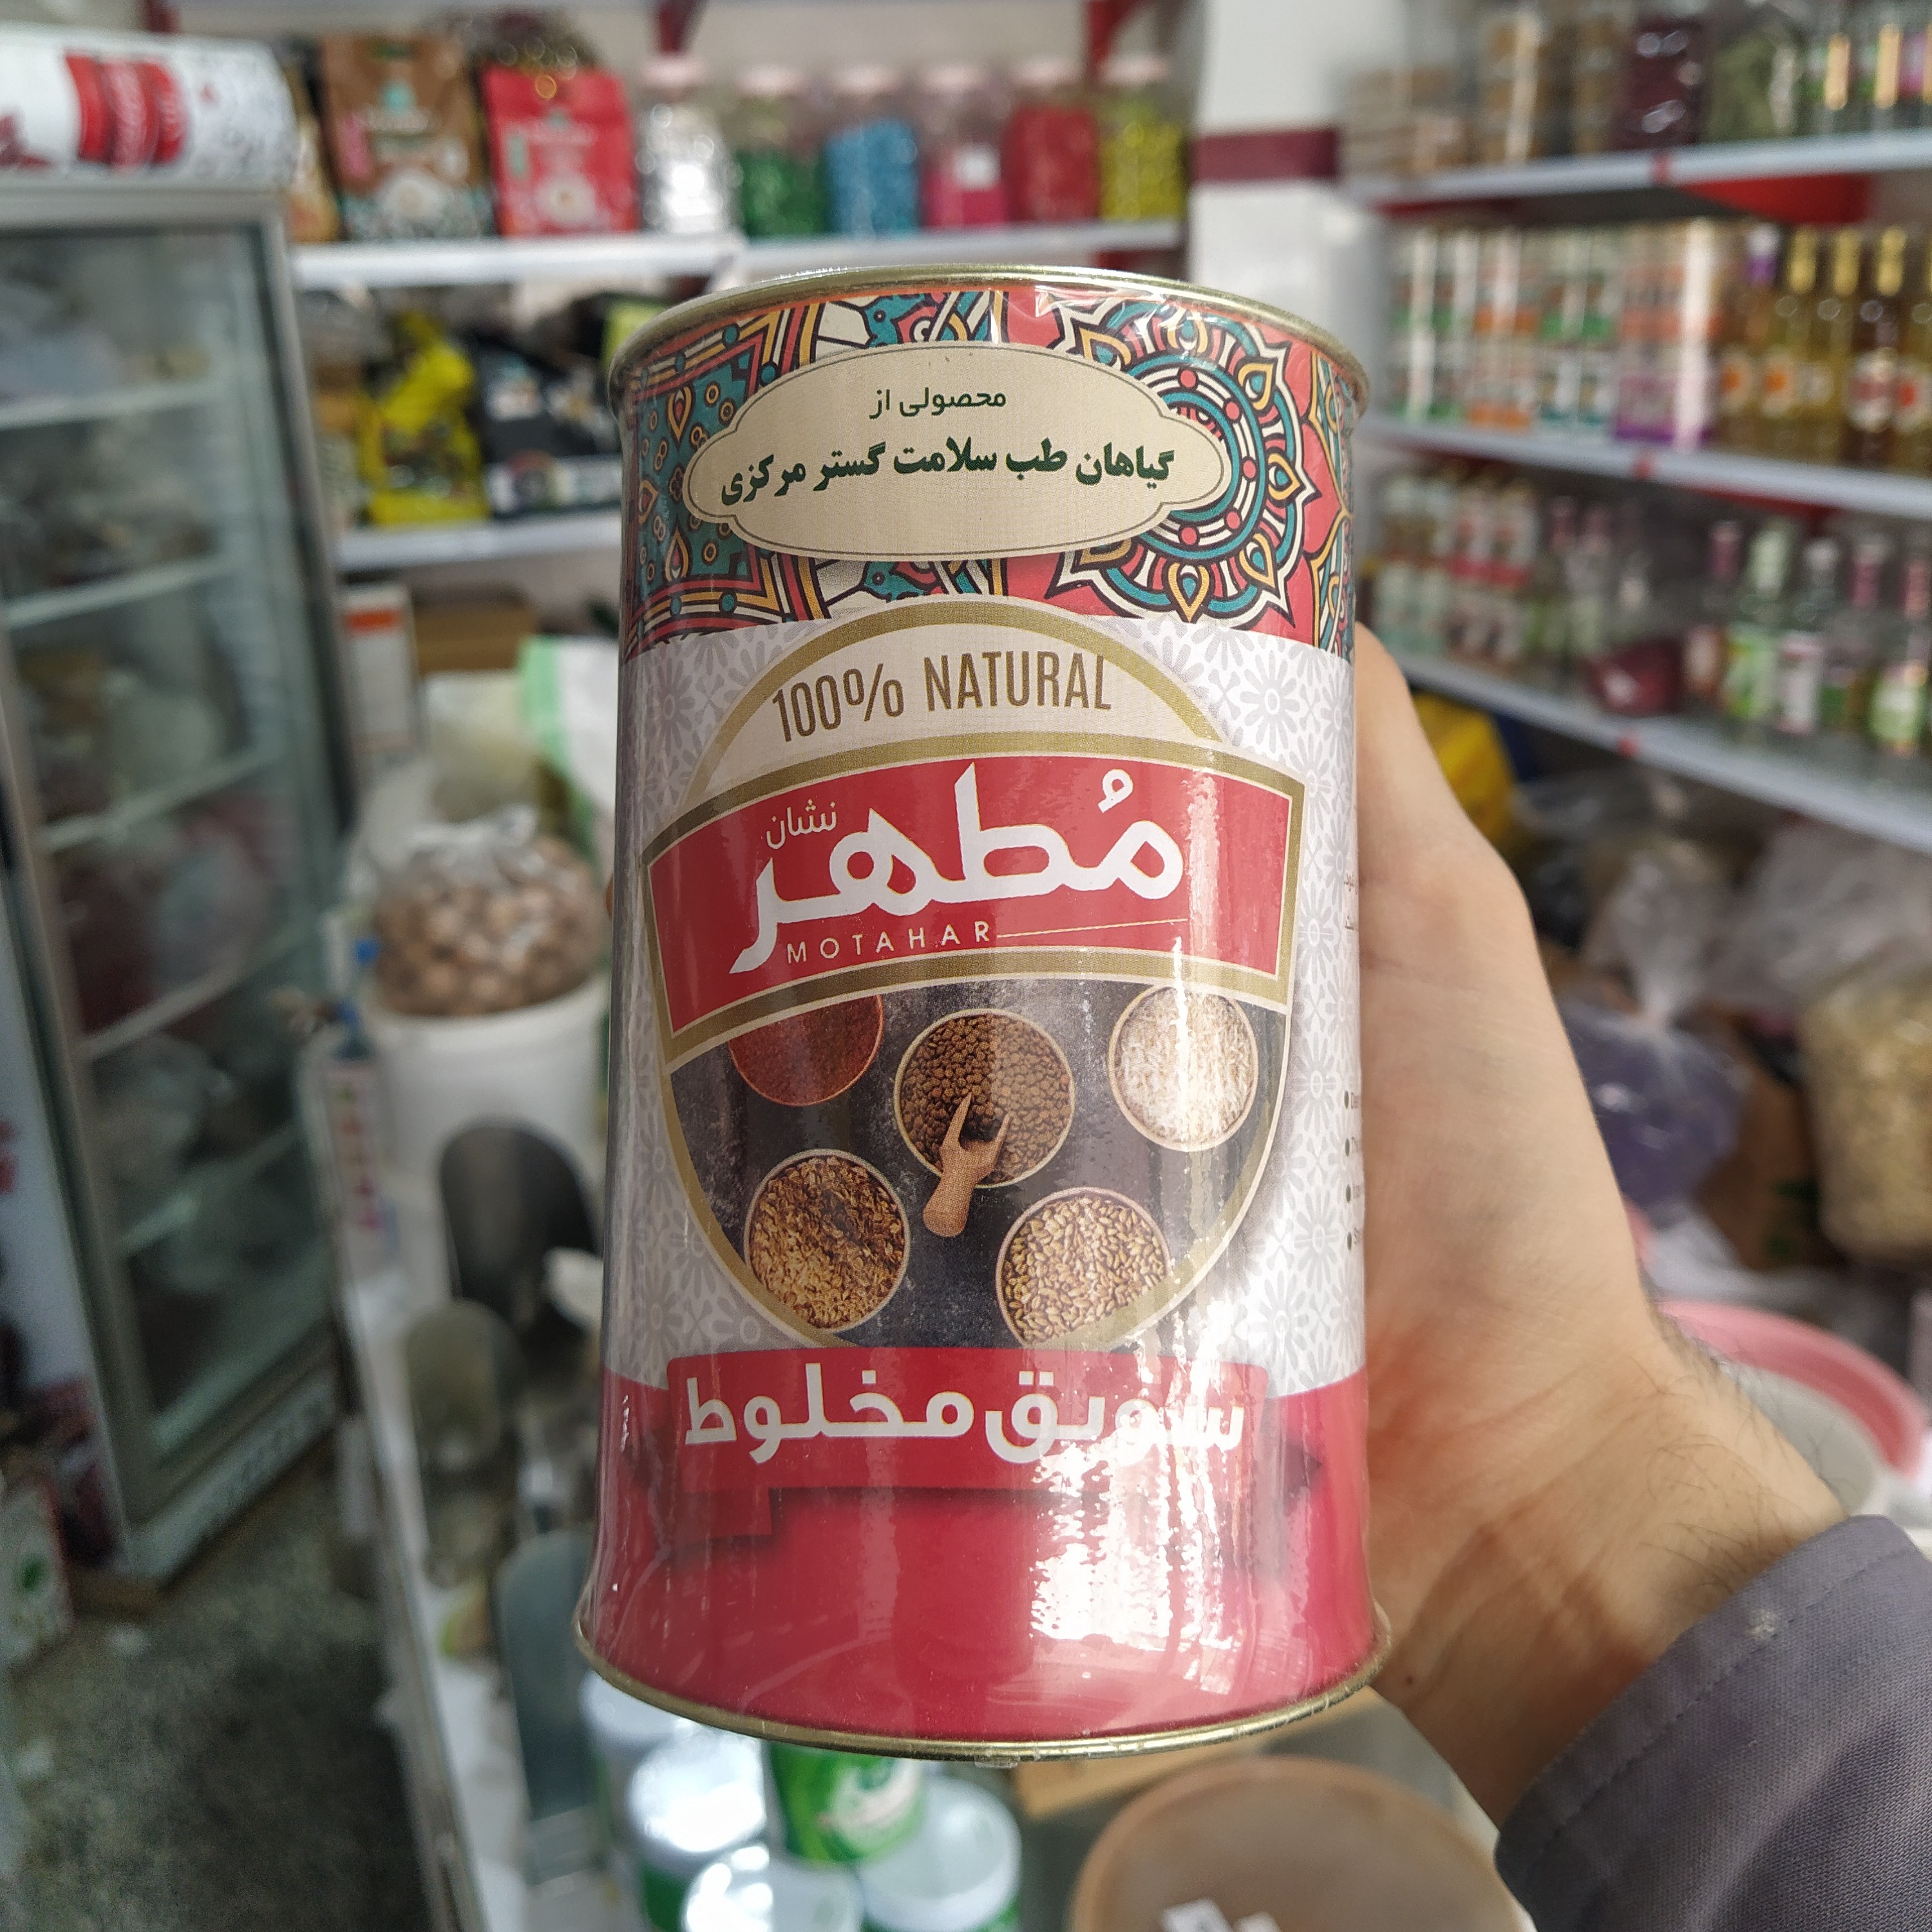 محصولی از
گیاهان طب سلامت گستر مرکزی
100% NATURAL
نشان
مُطهر
MOTAHAR
سویق مخلوط